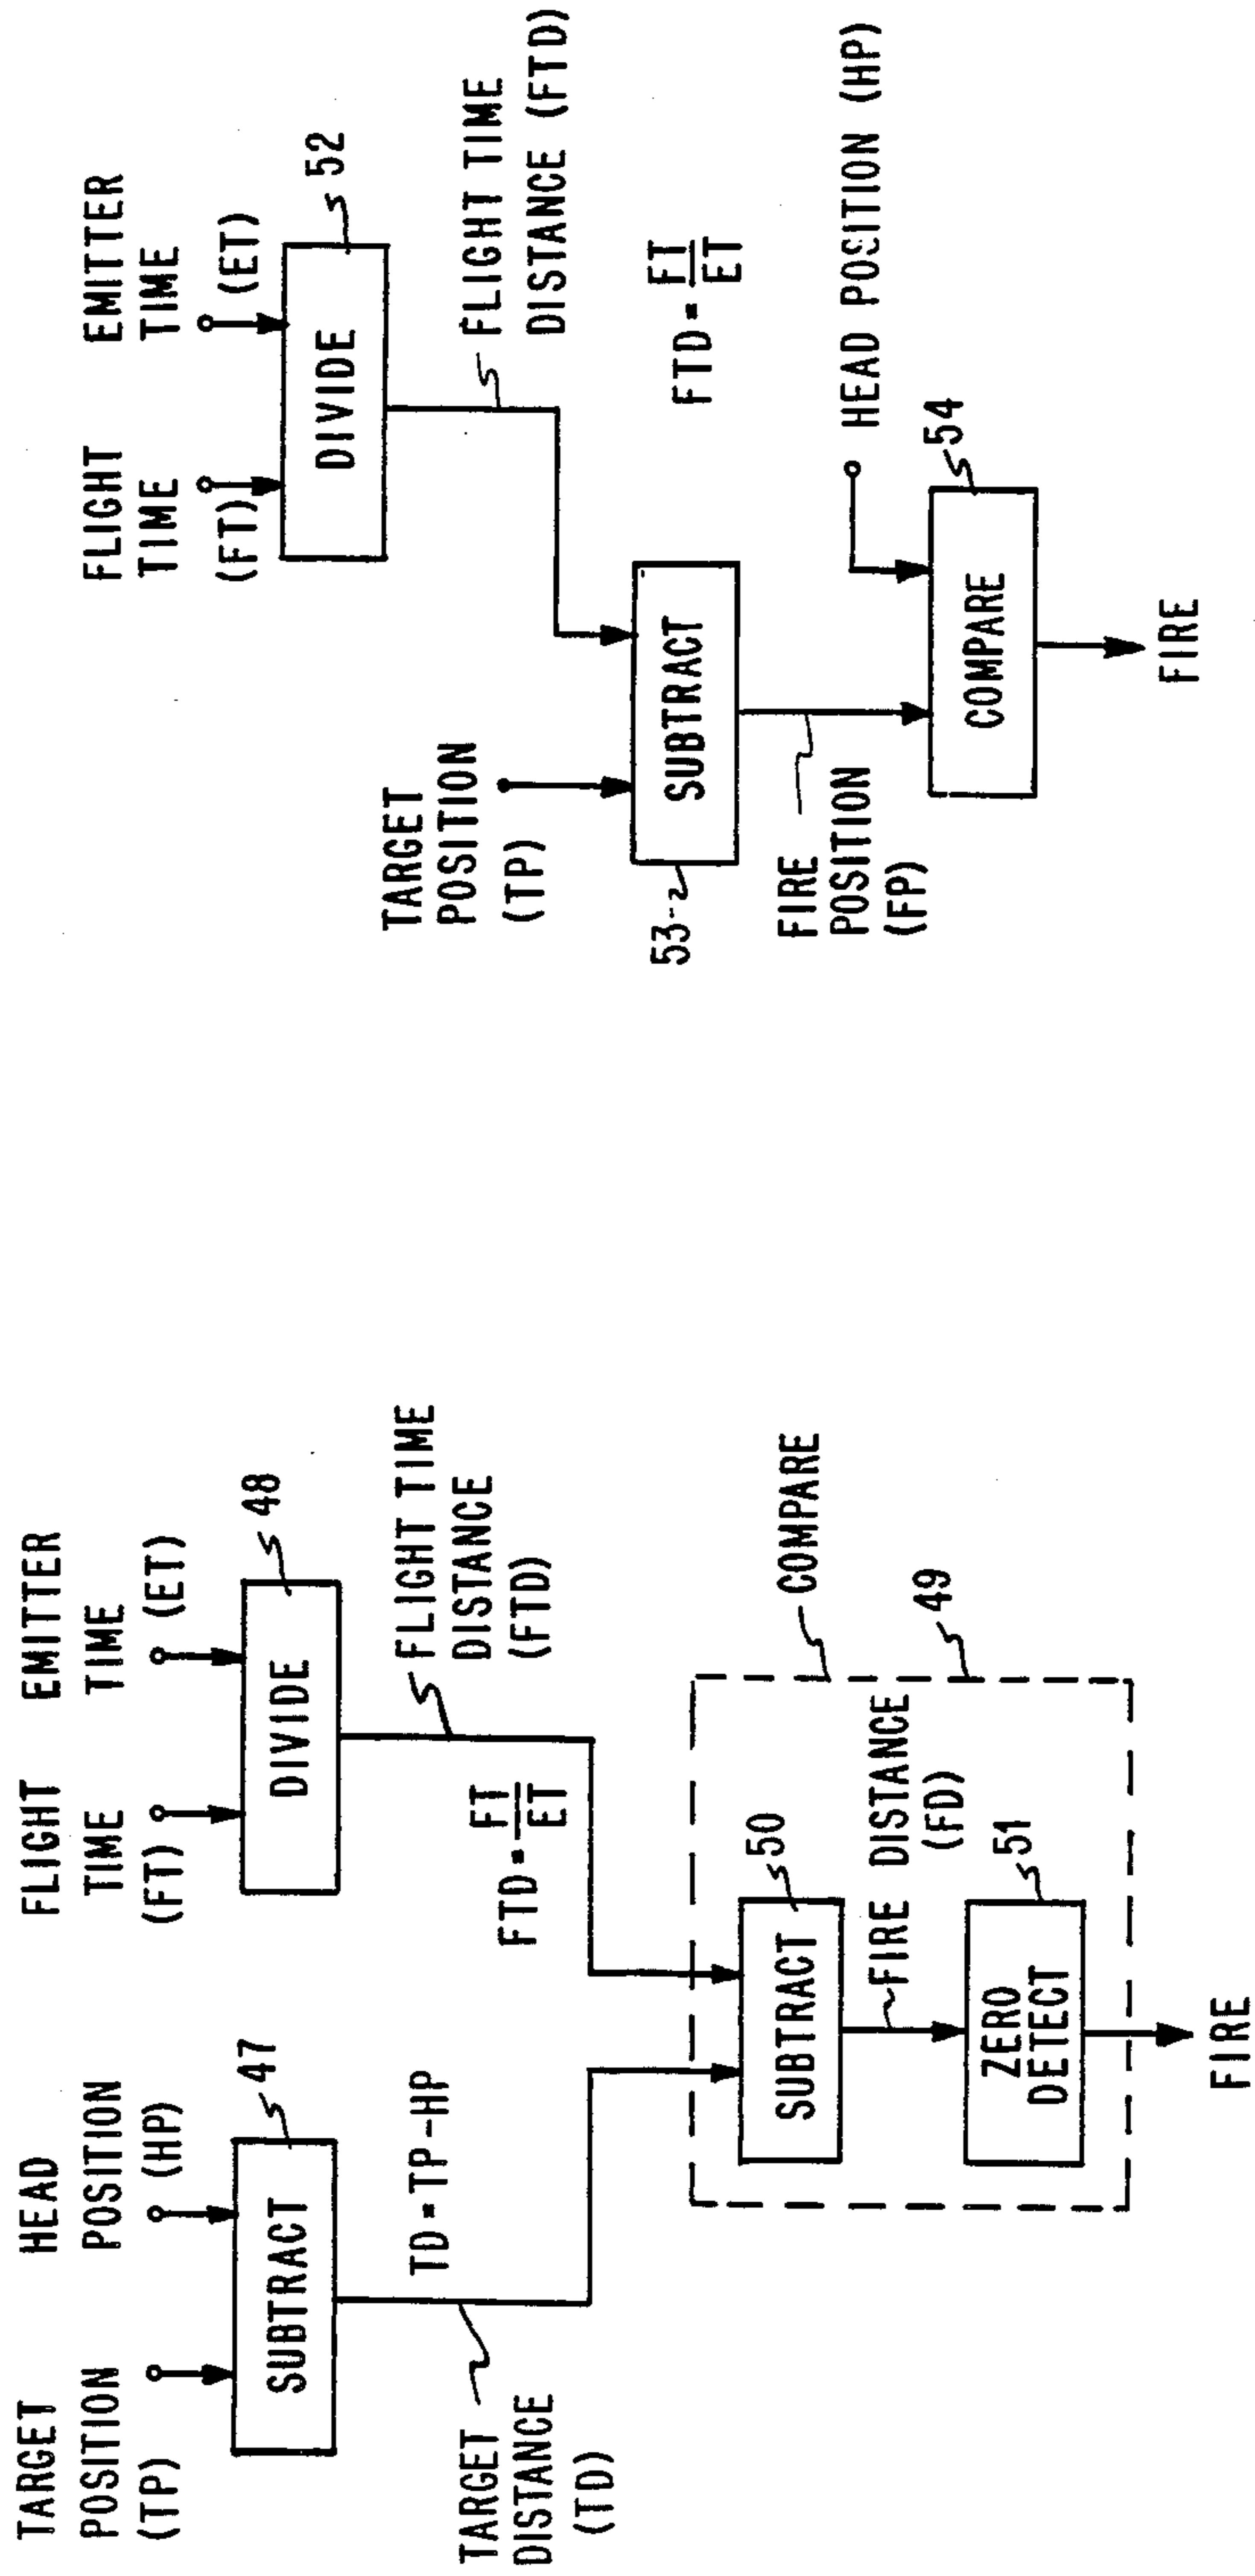 TARGET
POSITION
(TP)
HEAD
POSITION
(HP)
SUBTRACT
47
TARGET
DISTANCE
(TD)
TD = TP-HP
FLIGHT
TIME
(FT)
EMITTER
TIME
(ET)
DIVIDE
48
FLIGHT TIME
DISTANCE
(FTD)
FTD = FT
ET
COMPARE
49
SUBTRACT
50
FIRE DISTANCE
(FD)
ZERO
DETECT
51
FIRE
FLIGHT
TIME
(FT)
EMITTER
TIME
(ET)
DIVIDE
52
FLIGHT TIME
DISTANCE (FTD)
FTD = FT
ET
TARGET
POSITION
(TP)
SUBTRACT
53
FIRE
POSITION
(FP)
HEAD POSITION (HP)
COMPARE
54
FIRE